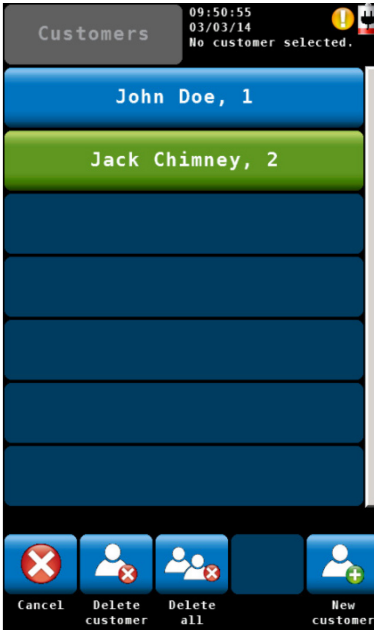 Customers
09:50:55
03/03/14
No customer selected.
John Doe, 1
Jack Chimney, 2
Cancel
Delete customer
Delete all
New customer